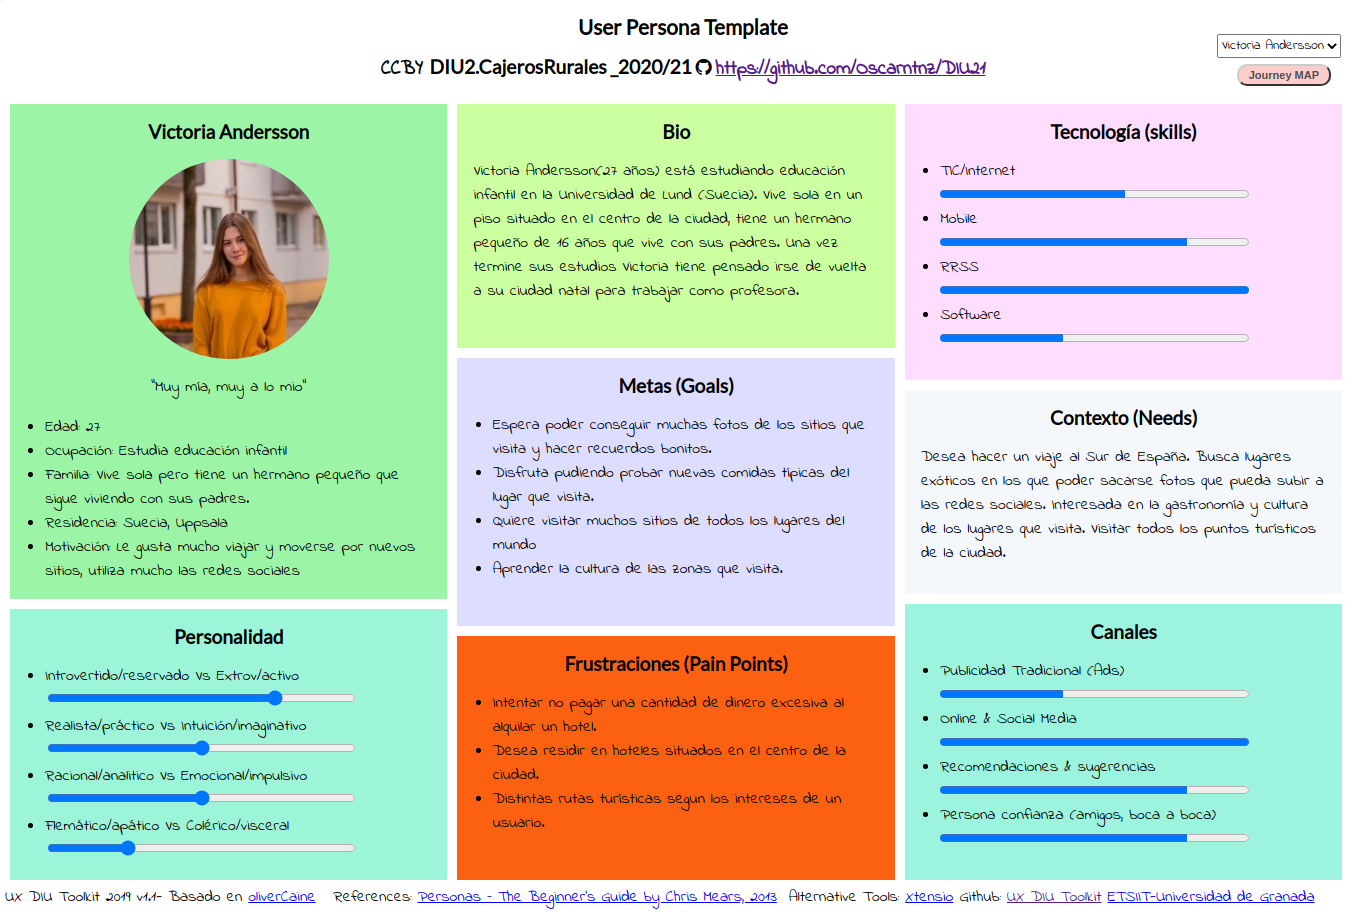 User Persona Template
CCBY DIU2.CajerosRurales _2020/21 https://github.com/Oscarntnz/DIU21
Victoria Andersson
Journey MAP
Victoria Andersson
"Muy mía, muy a lo mio"
Edad: 27
Ocupación: Estudia educación infantil
Familia: Vive sola pero tiene un hermano pequeño que
sigue viviendo con sus padres.
Residencia: Suecia, Uppsala
Motivación: Le gusta mucho viajar y moverse por nuevos
sitios, utiliza mucho las redes sociales
Personalidad
Introvertido/reservado Vs Extrov/activo
Realista/práctico Vs Intuición/imaginativo
Racional/analitico Vs Emocional/impulsivo
Flemático/apático Vs Colérico/visceral
Bio
Victoria Andersson(27 años) está estudiando educación
infantil en la Universidad de Lund (Suecia). Vive sola en un
piso situado en el centro de la ciudad, tiene un hermano
pequeño de 16 años que vive con sus padres. Una vez
termine sus estudios Victoria tiene pensado irse de vuelta
a su ciudad natal para trabajar como profesora.
Metas (Goals)
Espera poder conseguir muchas fotos de los sitios que
visita y hacer recuerdos bonitos.
Disfruta pudiendo probar nuevas comidas típicas del
lugar que visita.
Quiere visitar muchos sitios de todos los lugares del
mundo
Aprender la cultura de las zonas que visita.
Frustraciones (Pain Points)
Intentar no pagar una cantidad de dinero excesiva al
alquilar un hotel.
Desea residir en hoteles situados en el centro de la
ciudad.
Distintas rutas turísticas segun los intereses de un
usuario.
Tecnología (skills)
TIC/Internet
Mobile
RRSS
Software
Contexto (Needs)
Desea hacer un viaje al Sur de España. Busca lugares
exóticos en los que poder sacarse fotos que pueda subir a
las redes sociales. Interesada en la gastronomía y cultura
de los lugares que visita. Visitar todos los puntos turísticos
de la ciudad.
Canales
Publicidad Tradicional (Ads)
Online & Social Media
Recomendaciones & sugerencias
Persona confianza (amigos, boca a boca)
UX DIU Toolkit 2019 v1.1- Basado en oliverCaine References: Personas - The Beginner's Guide by Chris Mears, 2013 Alternative Tools: Xtensio Github: UX DIU Toolkit ETSIIT-Universidad de Granada